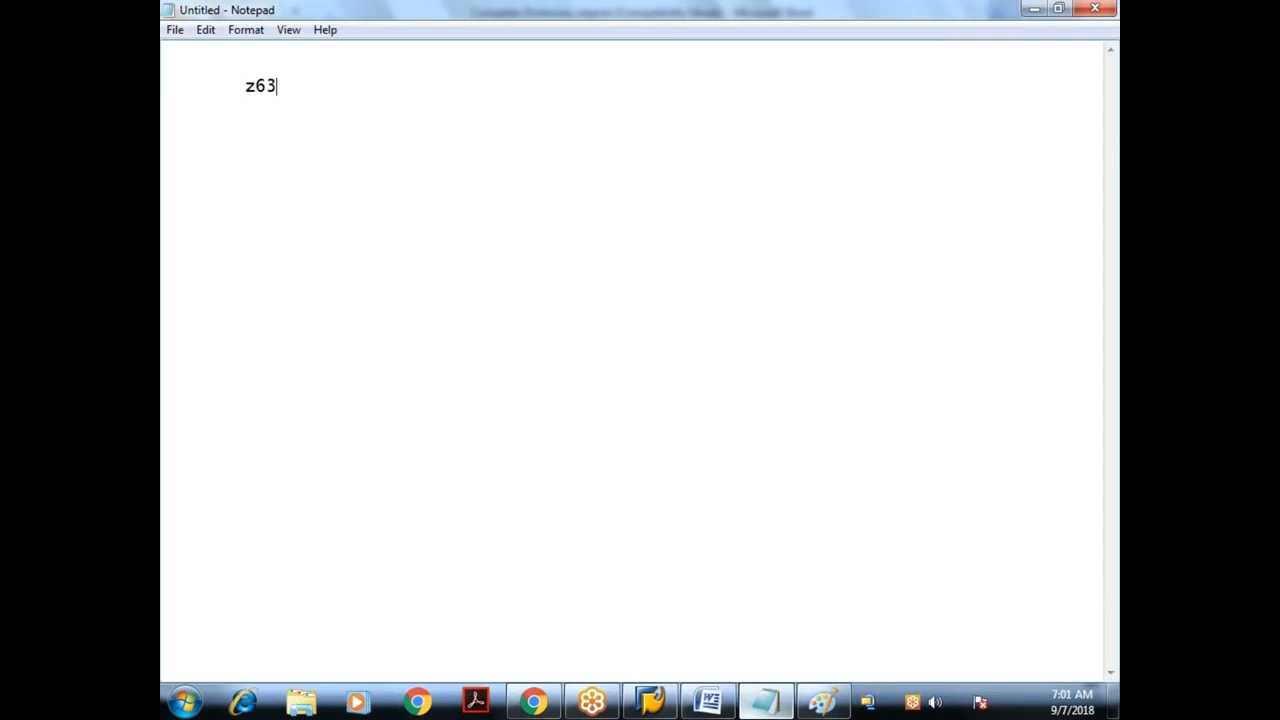 Untitled - Notepad
File Edit Format View Help
z63
7:01 AM
9/7/2018